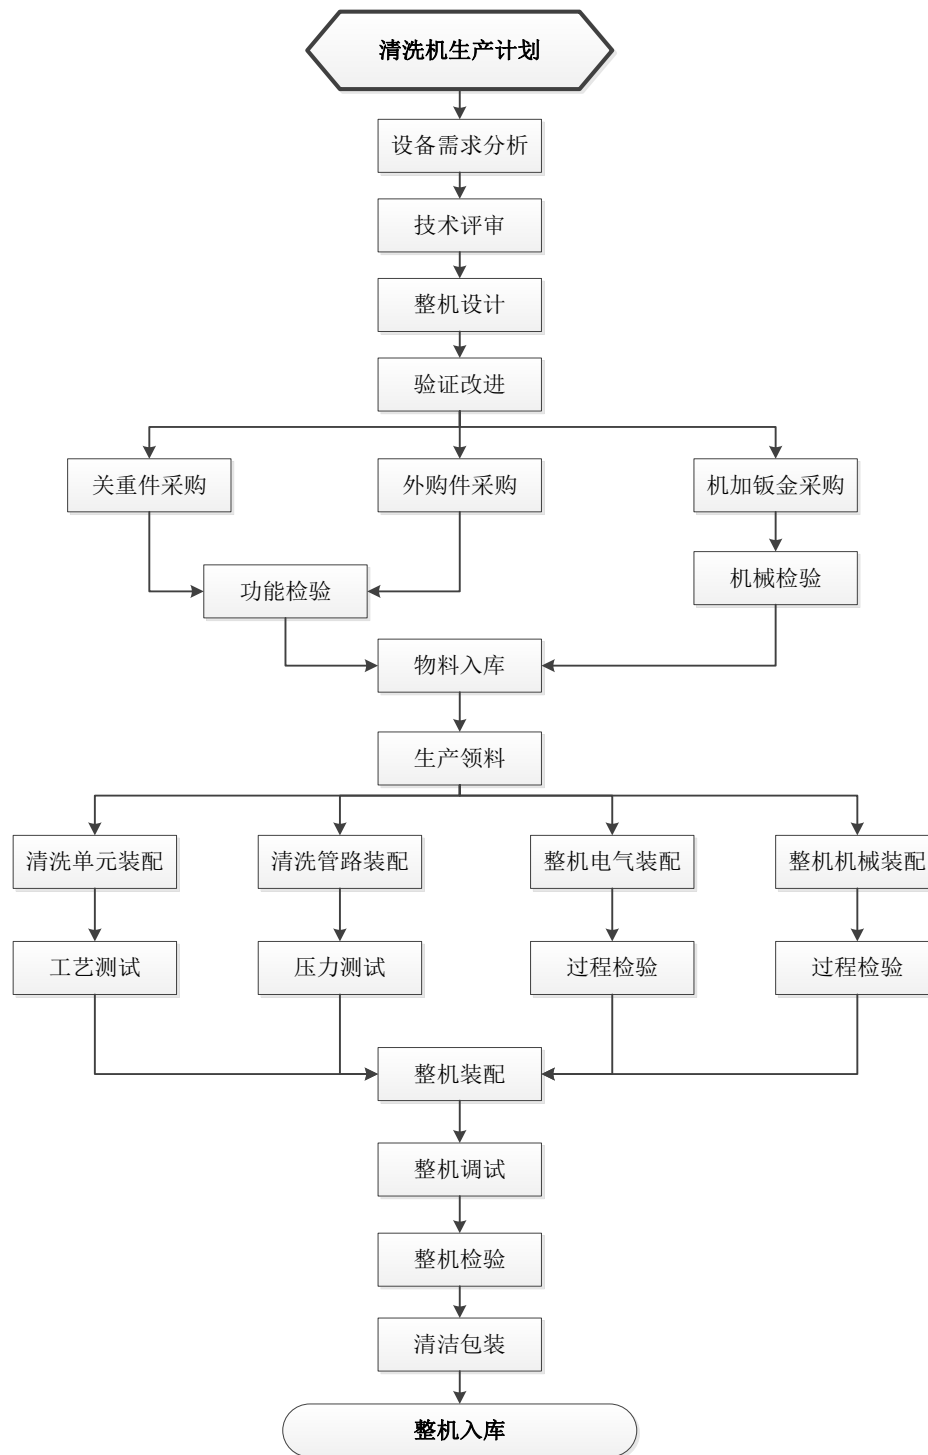 清洗机生产计划
设备需求分析
技术评审
整机设计
验证改进
关重件采购
外购件采购
机加钣金采购
功能检验
机械检验
物料入库
生产领料
清洗单元装配
清洗管路装配
整机电气装配
整机机械装配
工艺测试
压力测试
过程检验
过程检验
整机装配
整机调试
整机检验
清洁包装
整机入库